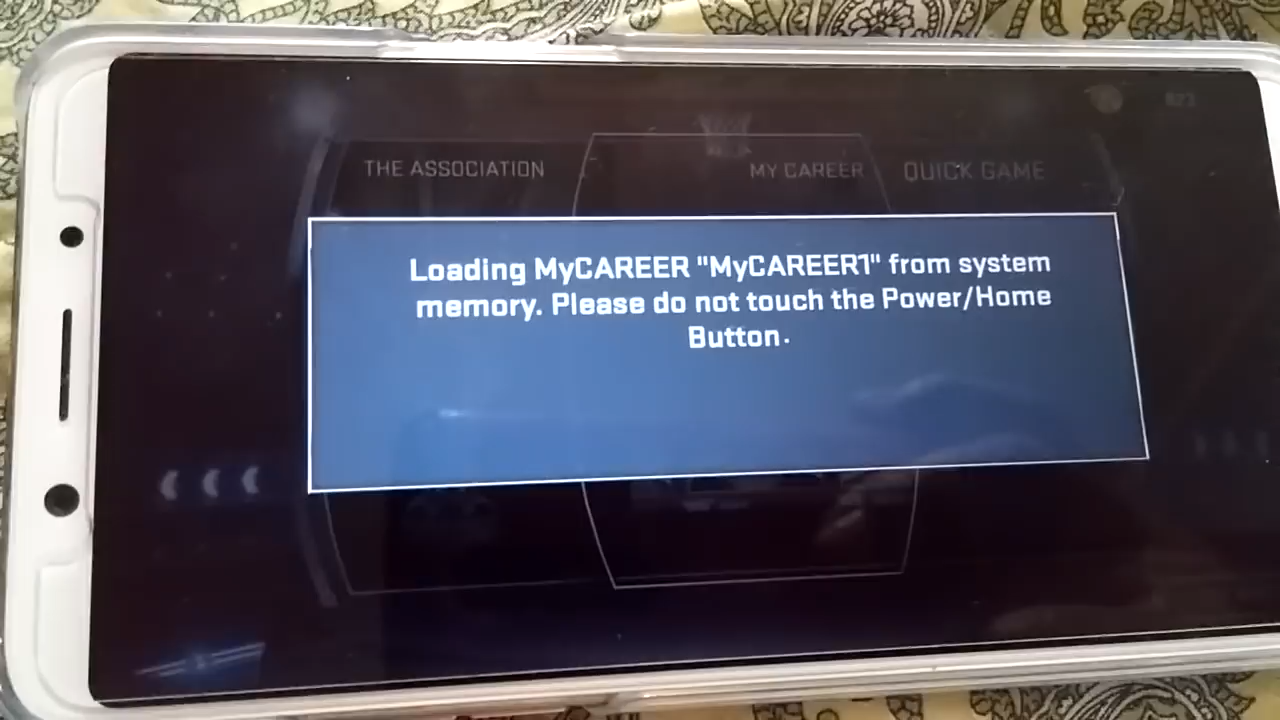 THE ASSOCIATION
MY CAREER
QUICK GAME
Loading MyCAREER "MyCAREER1" from system
memory. Please do not touch the Power/Home
Button.